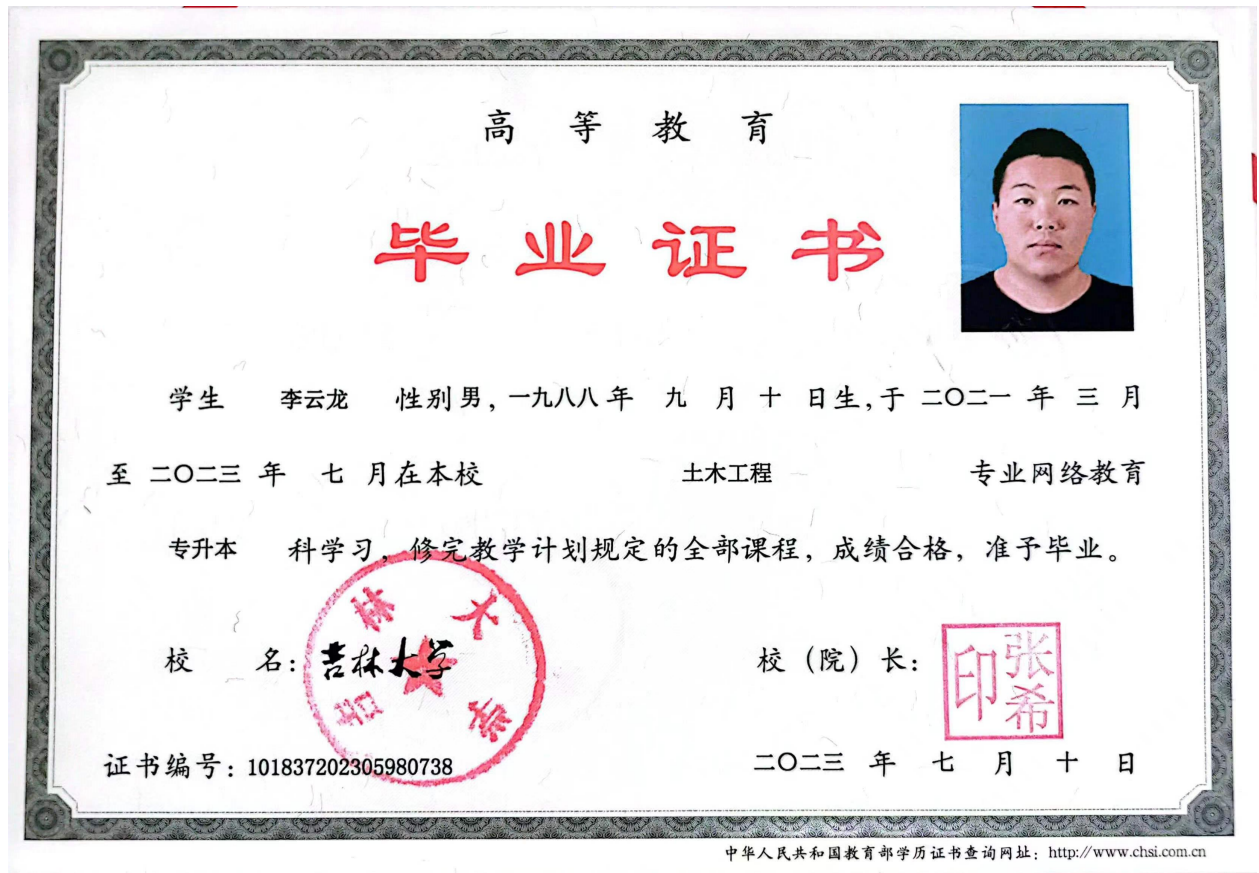 高等教育
毕业证书
学生 李云龙 性别男，一九八八年 九 月 十 日生，于 二〇二一 年 三 月
至 二〇二三 年 七 月在本校 土木工程 专业网络教育
专升本 科学习，修完教学计划规定的全部课程，成绩合格，准予毕业。
校 名：吉林大学
吉林大学
校（院）长：
张希印
证书编号：101837202305980738
二〇二三 年 七 月 十 日
中华人民共和国教育部学历证书查询网址：http://www.chsi.com.cn